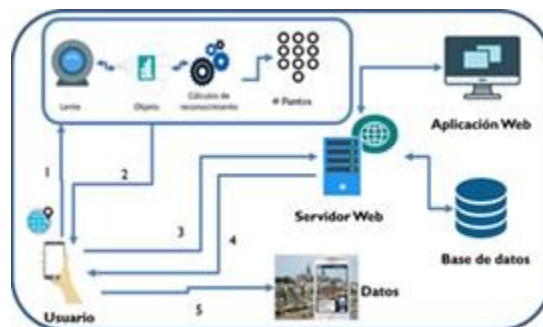 Lente
Objeto
Cálculos de
reconocimiento
# Puntos
Aplicación Web
1
2
Servidor Web
3
4
Base de datos
Datos
5
Usuario